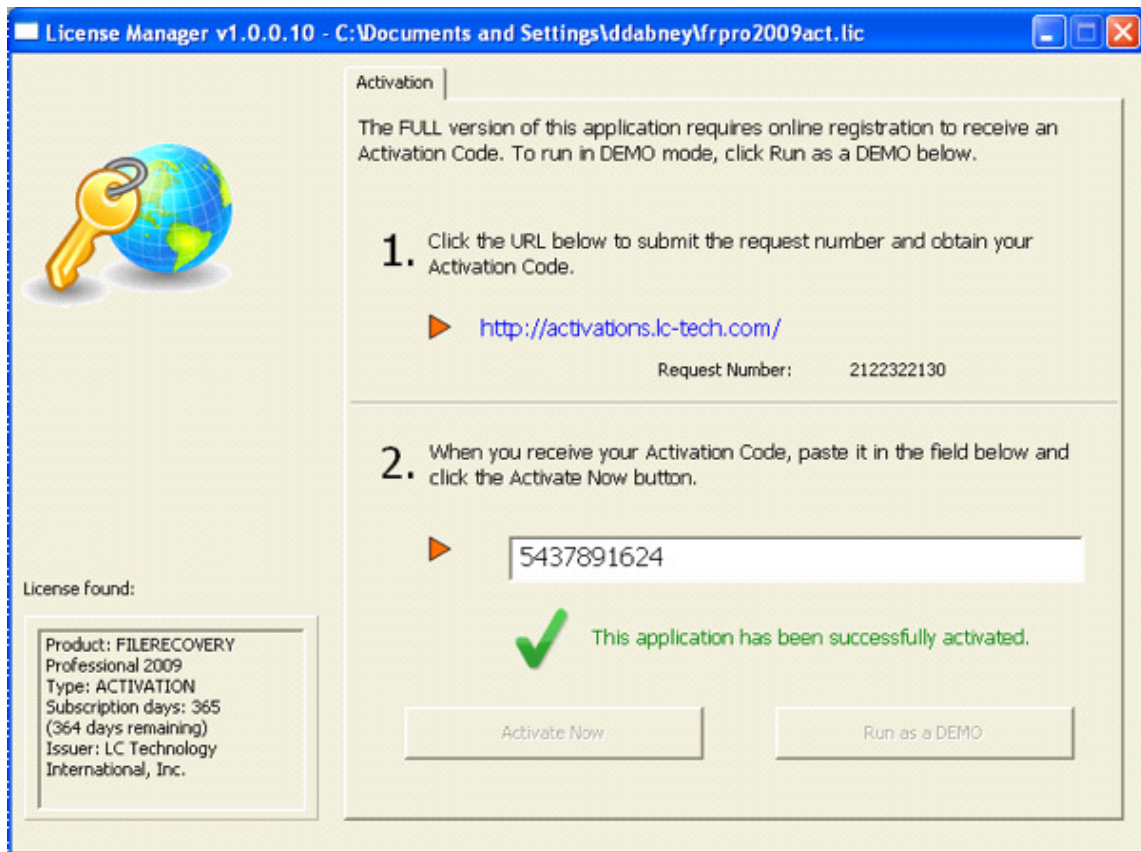 License Manager v1.0.0.10 - C:\Documents and Settings\ddabney\frpro2009act.lic
Activation
The FULL version of this application requires online registration to receive an
Activation Code. To run in DEMO mode, click Run as a DEMO below.
1. Click the URL below to submit the request number and obtain your
Activation Code.
http://activations.lc-tech.com/
Request Number: 2122322130
2. When you receive your Activation Code, paste it in the field below and
click the Activate Now button.
5437891624
This application has been successfully activated.
Activate Now
Run as a DEMO
License found:
Product: FILERECOVERY
Professional 2009
Type: ACTIVATION
Subscription days: 365
(364 days remaining)
Issuer: LC Technology
International, Inc.